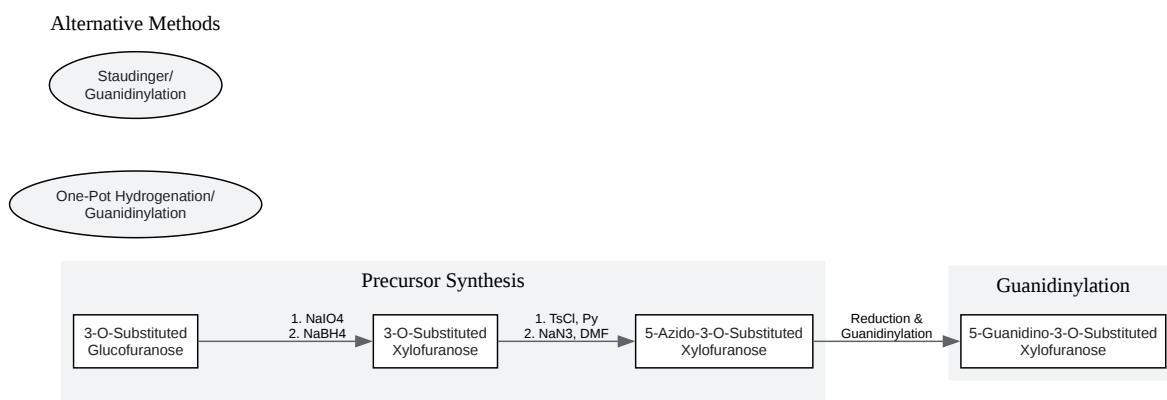 Alternative Methods
Staudinger/
Guanidinylation
One-Pot Hydrogenation/
Guanidinylation
Precursor Synthesis
3-O-Substituted
Glucofuranose
1. NaIO4
2. NaBH4
3-O-Substituted
Xylofuranose
1. TsCl, Py
2. NaN3, DMF
5-Azido-3-O-Substituted
Xylofuranose
Reduction &
Guanidinylation
Guanidinylation
5-Guanidino-3-O-Substituted
Xylofuranose